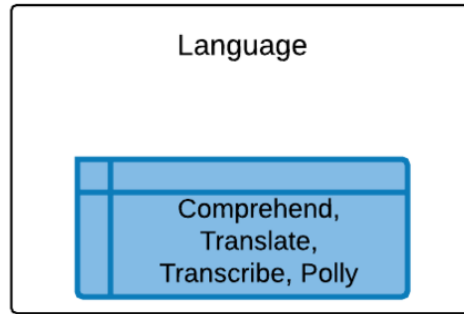 Language
Comprehend,
Translate,
Transcribe, Polly